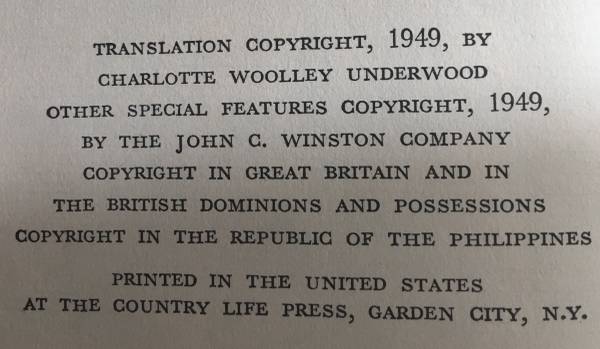 TRANSLATION COPYRIGHT, 1949, BY
CHARLOTTE WOOLLEY UNDERWOOD
OTHER SPECIAL FEATURES COPYRIGHT, 1949,
BY THE JOHN C. WINSTON COMPANY
COPYRIGHT IN GREAT BRITAIN AND IN
THE BRITISH DOMINIONS AND POSSESSIONS
COPYRIGHT IN THE REPUBLIC OF THE PHILIPPINES
PRINTED IN THE UNITED STATES
AT THE COUNTRY LIFE PRESS, GARDEN CITY, N.Y.